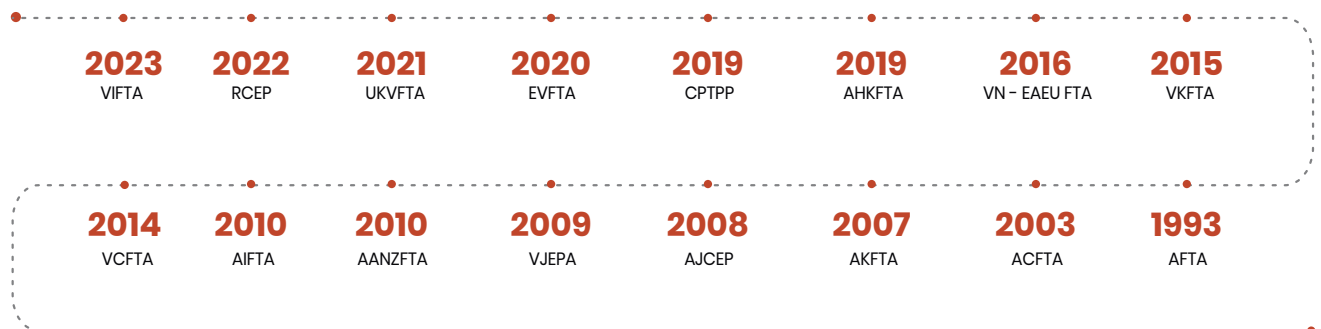 2023 2022 2021 2020 2019 2019 2016 2015
VIFTA RCEP UKVFTA EVFTA CPTPP AHKFTA VN - EAEU FTA VKFTA
2014 2010 2010 2009 2008 2007 2003 1993
VCFTA AIFTA AANZFTA VJEPA AJCEP AKFTA ACFTA AFTA